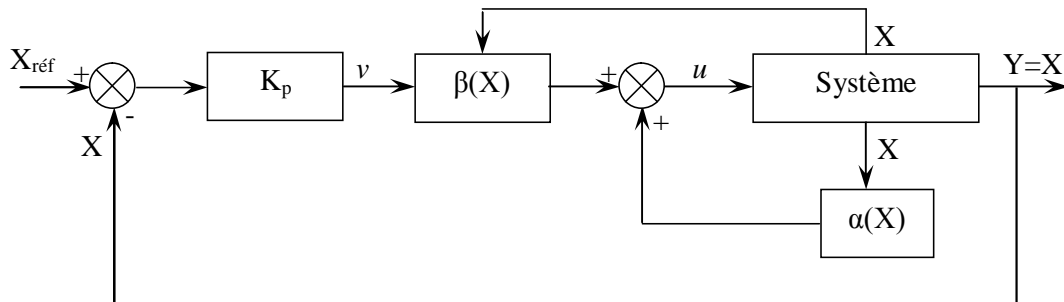 X
Xréf
+
-
X
Kp
v
β(X)
+
+
u
Système
Y=X
X
α(X)